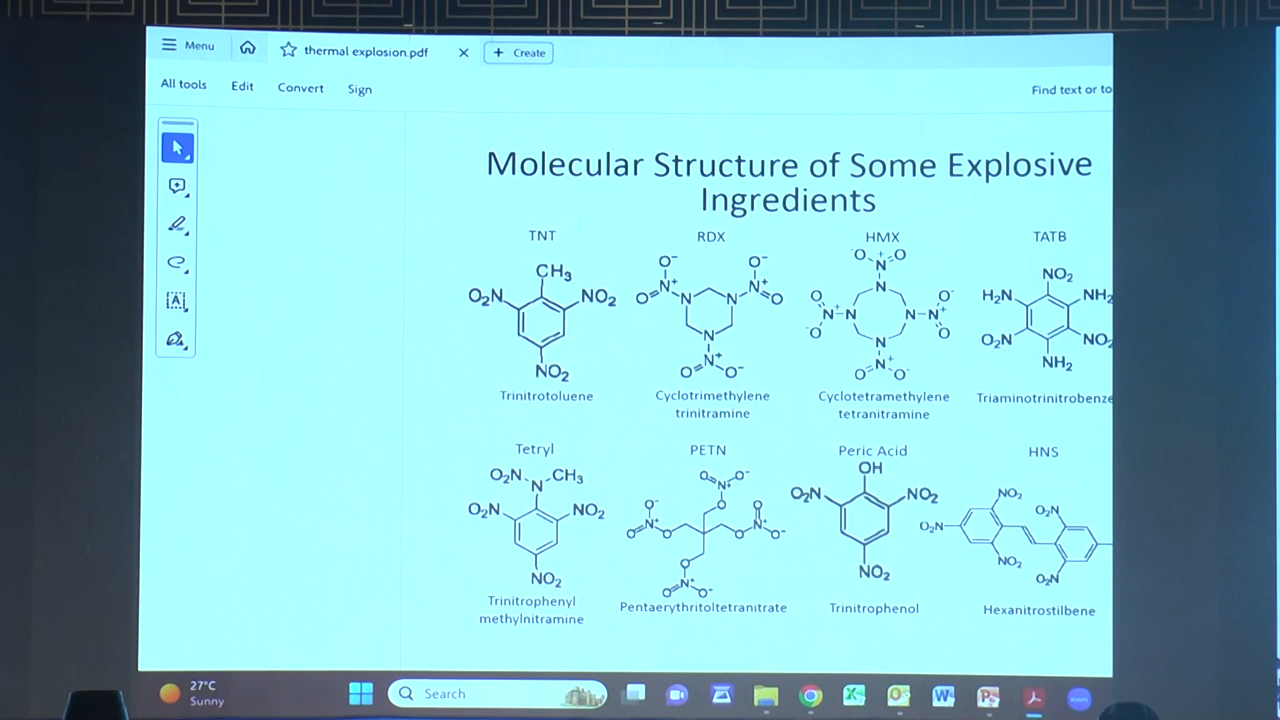 Menu
thermal explosion.pdf
Create
All tools
Edit
Convert
Sign
Find text or to
Molecular Structure of Some Explosive
Ingredients
TNT
RDX
HMX
TATB
CH₃
O₂N
NO₂
NO₂
Trinitrotoluene
O⁻
O⁻
N⁺
N⁺
O
O
N
N
N
N⁺
O
O⁻
Cyclotrimethylene
trinitramine
⁻O
O
N⁺
N
O
O⁻
N⁺
N
N
N⁺
⁻O
O
N
N⁺
O
O⁻
Cyclotetramethylene
tetranitramine
NO₂
H₂N
NH₂
O₂N
NO₂
NH₂
Triaminotrinitrobenze
Tetryl
PETN
Peric Acid
HNS
O₂N
N
CH₃
O₂N
NO₂
NO₂
Trinitrophenyl
methylnitramine
O
O⁻
N⁺
O
O⁻
O
N⁺
O
O
O
N⁺
O⁻
O
N⁺
O
O⁻
Pentaerythritoltetranitrate
OH
O₂N
NO₂
NO₂
Trinitrophenol
NO₂
O₂N
O₂N
NO₂
O₂N
Hexanitrostilbene
27°C
Sunny
Search